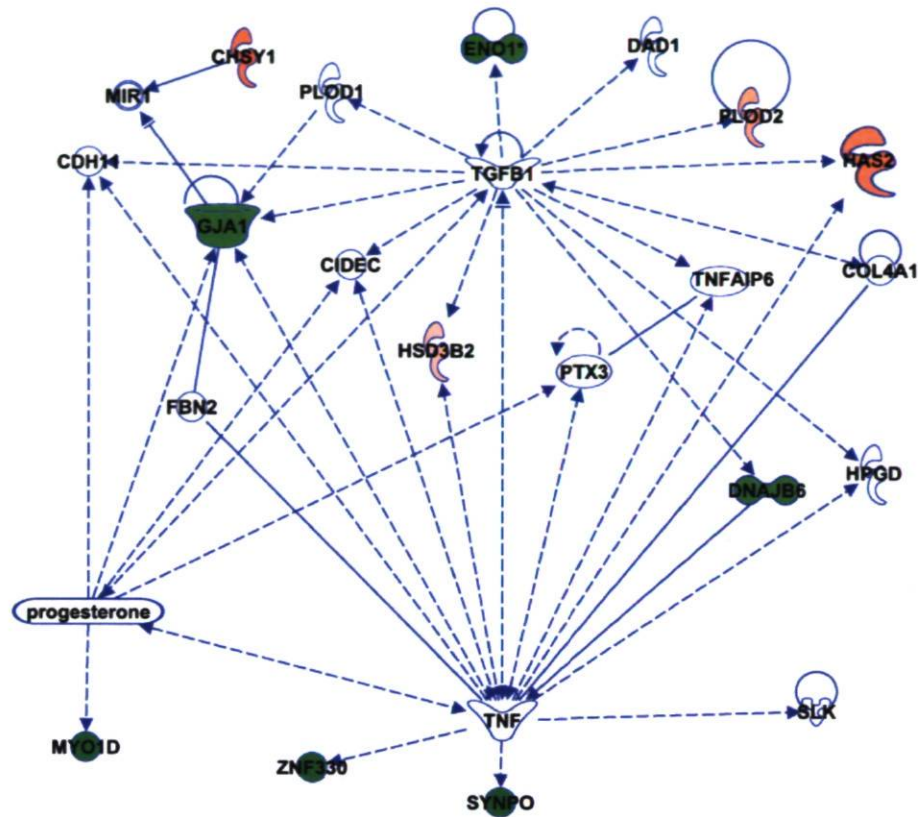 ENO1*
DAD1
CHSY1
MIR1
PLOD1
PLOD2
CDH11
TGFB1
HAS2
GJA1
CIDEC
TNFAIP6
COL4A1
HSD3B2
PTX3
FBN2
DNAJB6
HPGD
progesterone
TNF
SLK
MYO1D
ZNF330
SYNPO